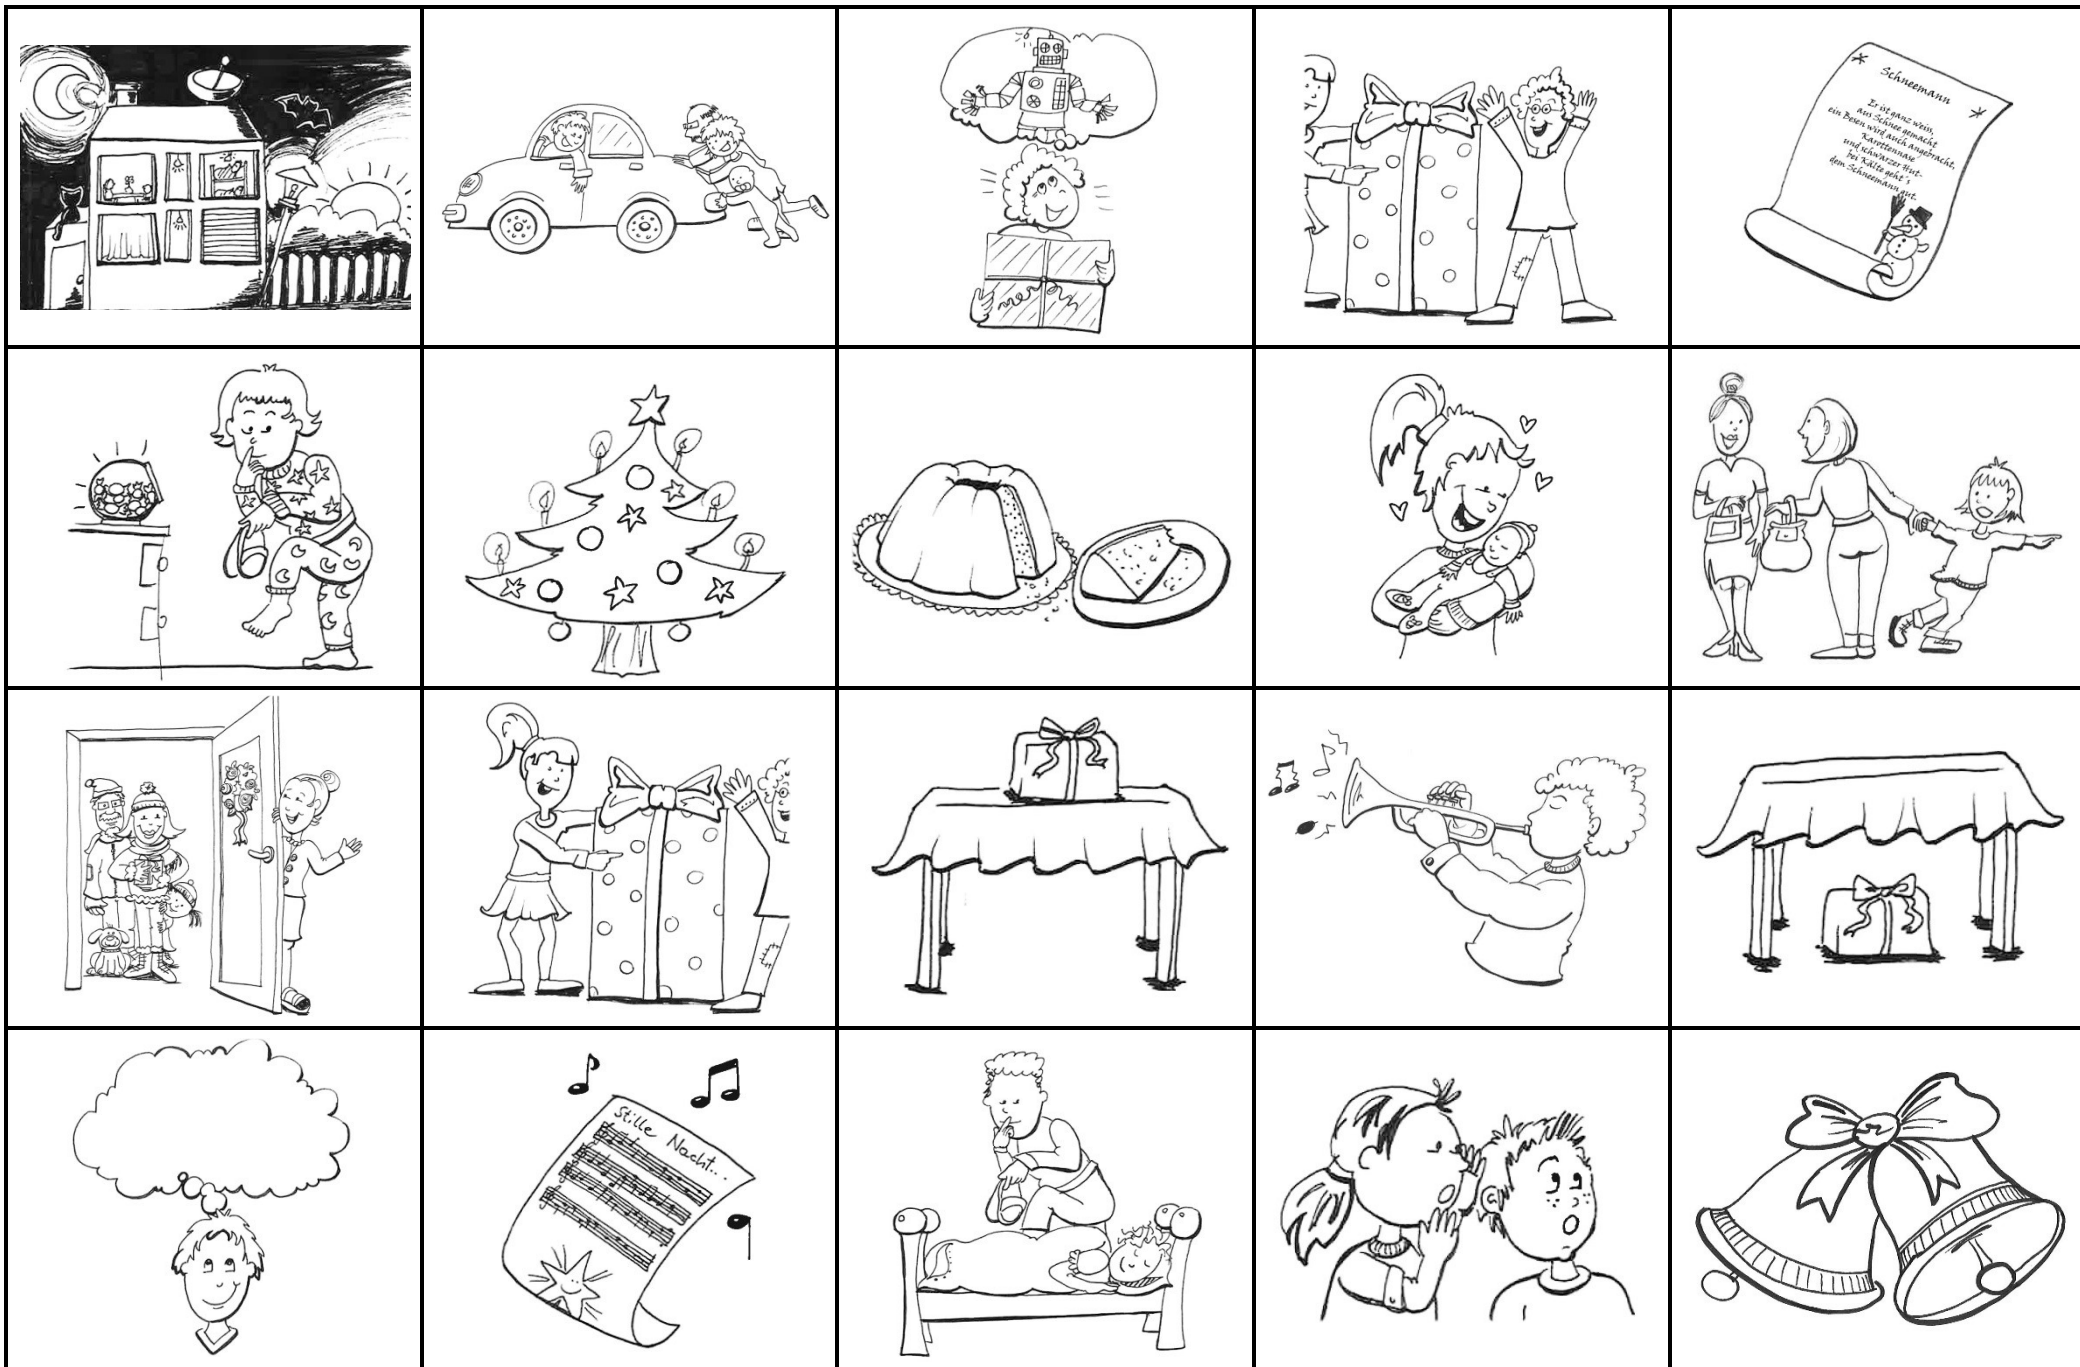 Schneemann
Er ist ganz weiss,
aus Schnee gemacht
ein Besen wird auch angebracht,
Karottennase
und schwarzer Hut-
bei Kälte geht's
dem Schneemann gut.
Stille Nacht...